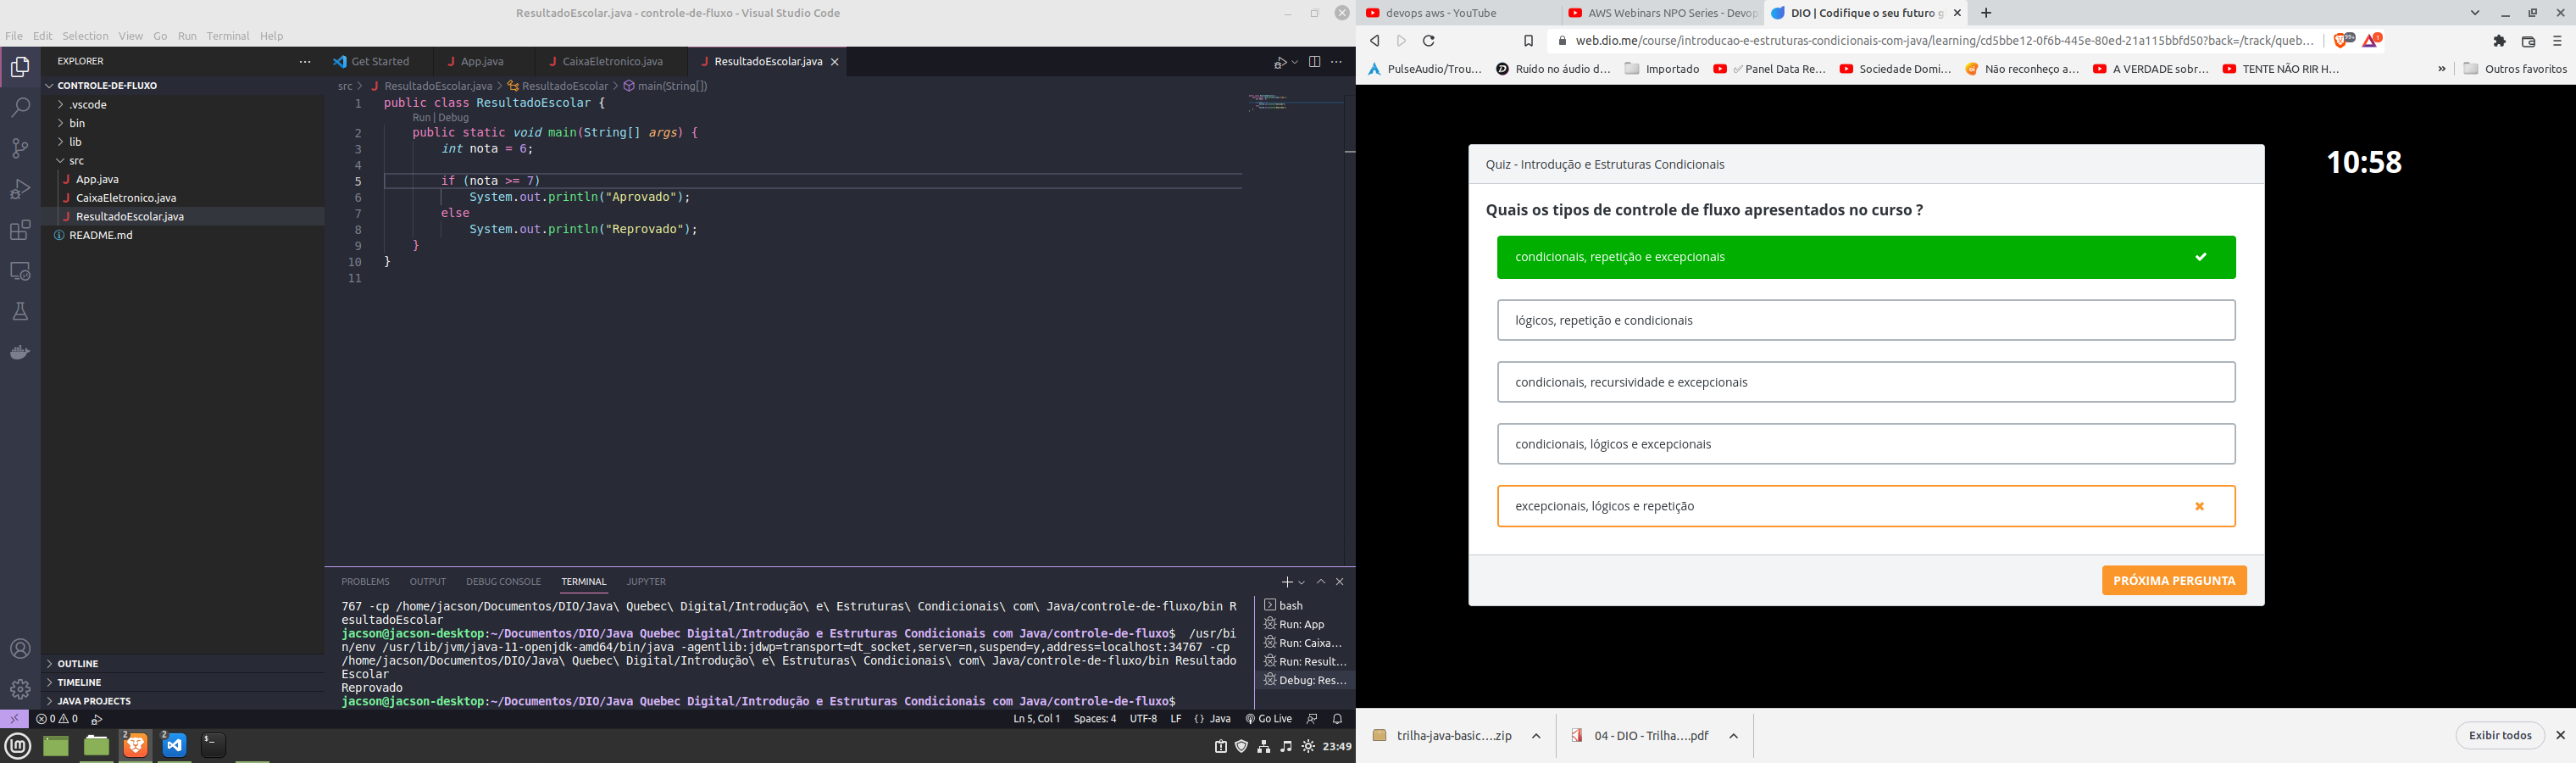 ResultadoEscolar.java - controle-de-fluxo - Visual Studio Code
File Edit Selection View Go Run Terminal Help
EXPLORER
CONTROLE-DE-FLUXO
.vscode
bin
lib
src
App.java
CaixaEletronico.java
ResultadoEscolar.java
README.md
OUTLINE
TIMELINE
JAVA PROJECTS
Get Started App.java CaixaEletronico.java ResultadoEscolar.java
src > ResultadoEscolar.java > ResultadoEscolar > main(String[])
1 public class ResultadoEscolar {
Run | Debug
2 public static void main(String[] args) {
3 int nota = 6;
4
5 if (nota >= 7)
6 System.out.println("Aprovado");
7 else
8 System.out.println("Reprovado");
9 }
10 }
11
PROBLEMS OUTPUT DEBUG CONSOLE TERMINAL JUPYTER
767 -cp /home/jacson/Documentos/DIO/Java\ Quebec\ Digital/Introdução\ e\ Estruturas\ Condicionais\ com\ Java/controle-de-fluxo/bin R
esultadoEscolar
jacson@jacson-desktop:~/Documentos/DIO/Java Quebec Digital/Introdução e Estruturas Condicionais com Java/controle-de-fluxo$ /usr/bi
n/env /usr/lib/jvm/java-11-openjdk-amd64/bin/java -agentlib:jdwp=transport=dt_socket,server=n,suspend=y,address=localhost:34767 -cp
/home/jacson/Documentos/DIO/Java\ Quebec\ Digital/Introdução\ e\ Estruturas\ Condicionais\ com\ Java/controle-de-fluxo/bin Resultado
Escolar
Reprovado
jacson@jacson-desktop:~/Documentos/DIO/Java Quebec Digital/Introdução e Estruturas Condicionais com Java/controle-de-fluxo$
bash
Run: App
Run: Caixa...
Run: Result...
Debug: Res...
0 0
Ln 5, Col 1 Spaces: 4 UTF-8 LF {} Java Go Live
2 2
23:49
devops aws - YouTube AWS Webinars NPO Series - Devop DIO | Codifique o seu futuro g
web.dio.me/course/introducao-e-estruturas-condicionais-com-java/learning/cd5bbe12-0f6b-445e-80ed-21a115bbfd50?back=/track/queb... 99+ 1
PulseAudio/Trou... Ruído no áudio d... Importado Panel Data Re... Sociedade Domi... Não reconheço a... A VERDADE sobr... TENTE NÃO RIR H... » Outros favoritos
10:58
Quiz - Introdução e Estruturas Condicionais
Quais os tipos de controle de fluxo apresentados no curso ?
condicionais, repetição e excepcionais
lógicos, repetição e condicionais
condicionais, recursividade e excepcionais
condicionais, lógicos e excepcionais
excepcionais, lógicos e repetição
PRÓXIMA PERGUNTA
trilha-java-basic....zip 04 - DIO - Trilha....pdf Exibir todos